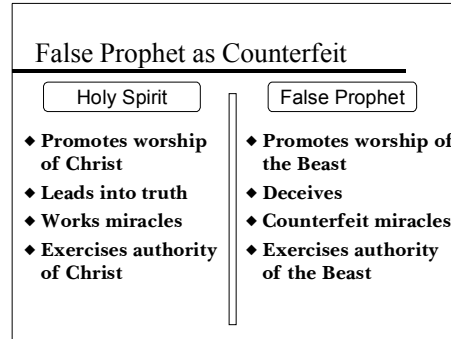 False Prophet as Counterfeit
Holy Spirit
◆ Promotes worship
of Christ
◆ Leads into truth
◆ Works miracles
◆ Exercises authority
of Christ
False Prophet
◆ Promotes worship of
the Beast
◆ Deceives
◆ Counterfeit miracles
◆ Exercises authority
of the Beast